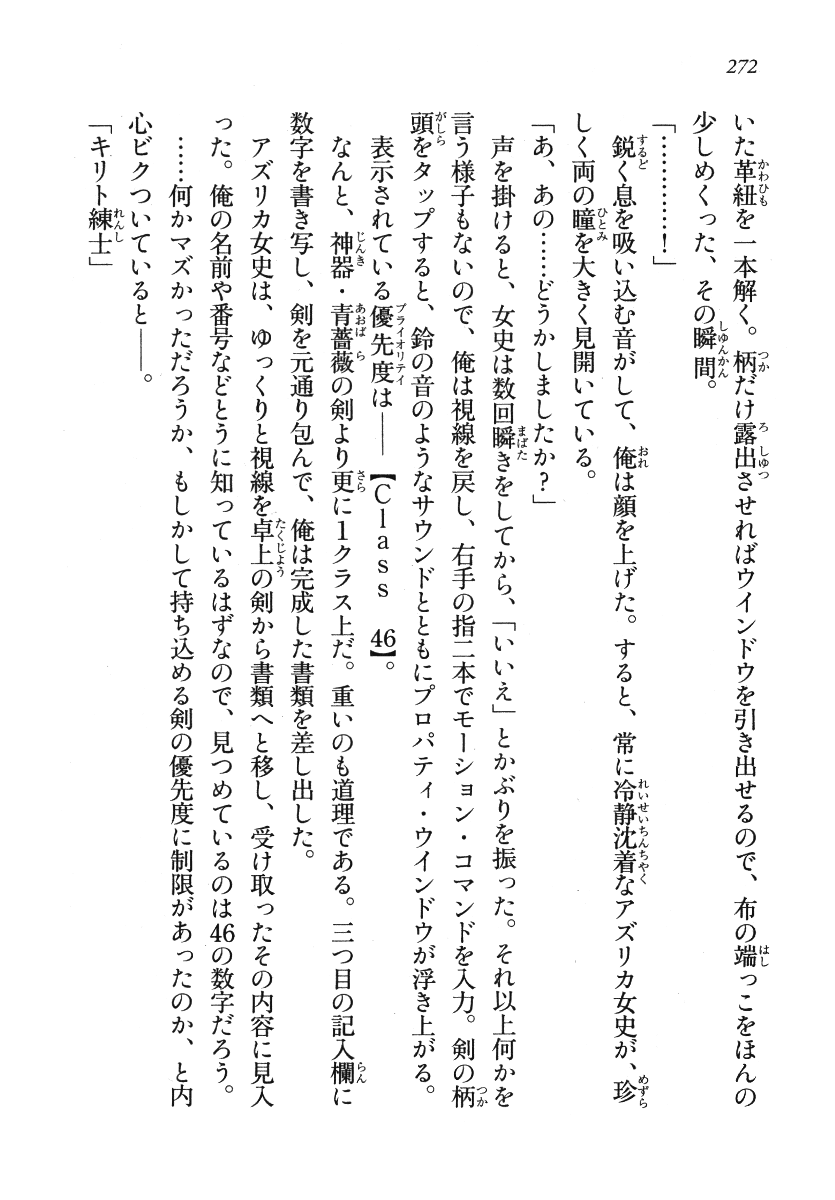 272
いた革紐を一本解く。柄だけ露出させればウインドウを引き出せるので、布の端っこをほんの
少しめくった、その瞬間。
「…………！」
鋭く息を吸い込む音がして、俺は顔を上げた。すると、常に冷静沈着なアズリカ女史が、珍
しく両の瞳を大きく見開いている。
「あ、あの……どうかしましたか？」
声を掛けると、女史は数回瞬きをしてから、「いいえ」とかぶりを振った。それ以上何かを
言う様子もないので、俺は視線を戻し、右手の指二本でモーション・コマンドを入力。剣の柄
頭をタップすると、鈴の音のようなサウンドとともにプロパティ・ウインドウが浮き上がる。
表示されている優先度は――【Class 46】。
なんと、神器・青薔薇の剣より更に1クラス上だ。重いのも道理である。三つ目の記入欄に
数字を書き写し、剣を元通り包んで、俺は完成した書類を差し出した。
アズリカ女史は、ゆっくりと視線を卓上の剣から書類へと移し、受け取ったその内容に見入
った。俺の名前や番号などとうに知っているはずなので、見つめているのは46の数字だろう。
……何かマズかっただろうか、もしかして持ち込める剣の優先度に制限があったのか、と内
心ビクついていると――。
「キリト練士」